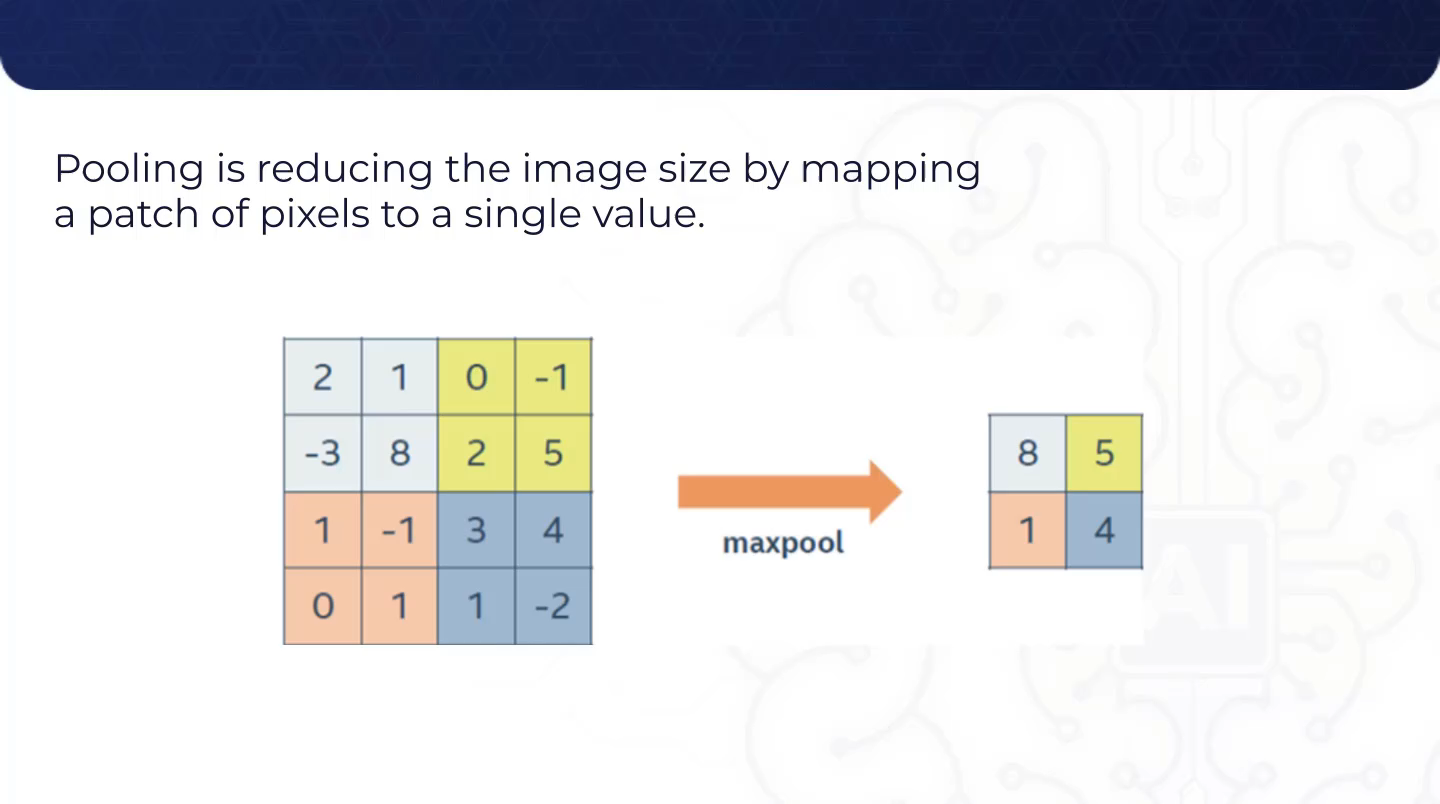 Pooling is reducing the image size by mapping
a patch of pixels to a single value.
2 1 0 -1
-3 8 2 5
1 -1 3 4
0 1 1 -2
maxpool
8 5
1 4
AI